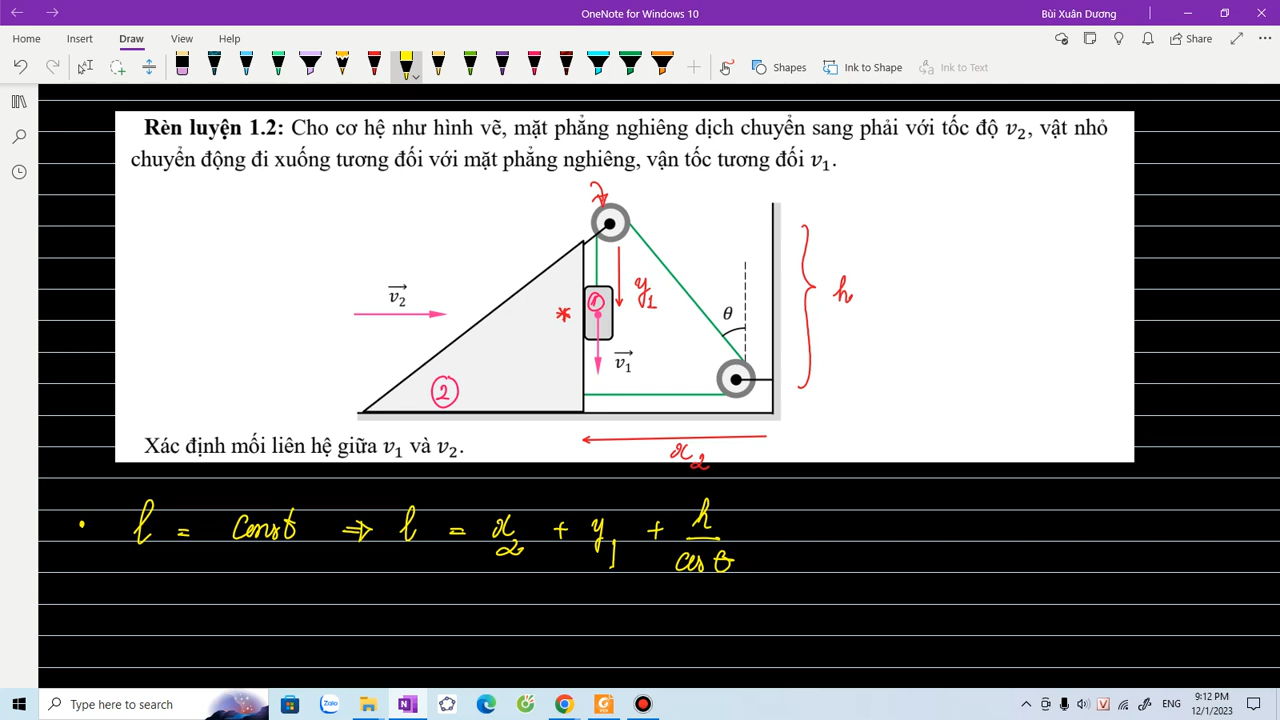 OneNote for Windows 10
Bùi Xuân Dương
Home Insert Draw View Help
Share
Shapes Ink to Shape Ink to Text
Rèn luyện 1.2: Cho cơ hệ như hình vẽ, mặt phẳng nghiêng dịch chuyển sang phải với tốc độ v₂, vật nhỏ
chuyển động đi xuống tương đối với mặt phẳng nghiêng, vận tốc tương đối v₁.
v₂
*
1
y₁
θ
h
v₁
2
Xác định mối liên hệ giữa v₁ và v₂.
x₂
• l = const ⇒ l = x₂ + y₁ + h/cos θ
Type here to search
Zalo
V
ENG
9:12 PM
12/1/2023